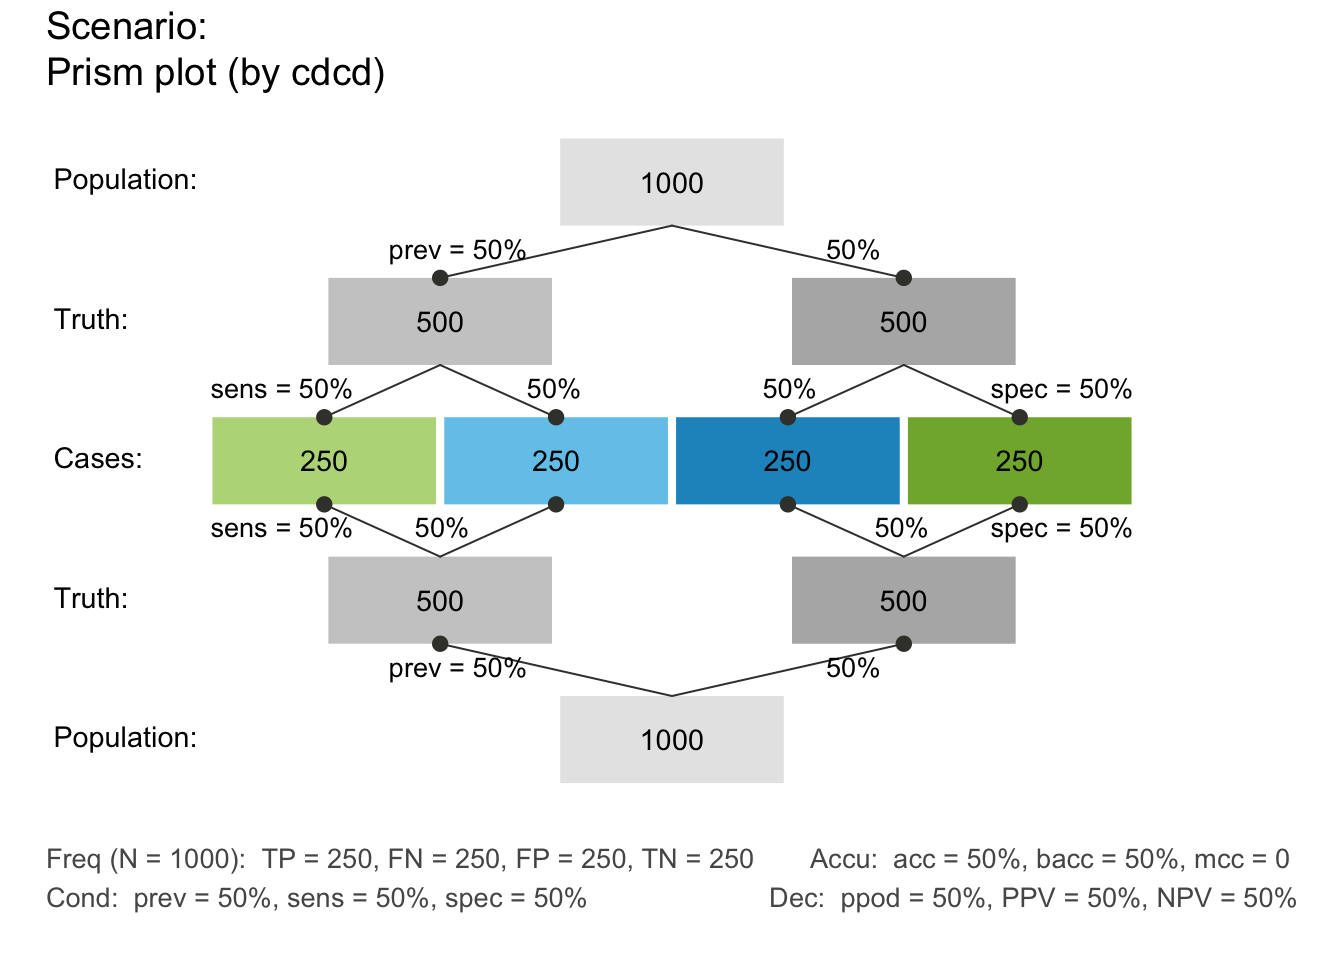 Scenario:
Prism plot (by cdcd)
Population:
1000
prev = 50%
50%
Truth:
500
500
sens = 50%
50%
50%
spec = 50%
Cases:
250
250
250
250
sens = 50%
50%
50%
spec = 50%
Truth:
500
500
prev = 50%
50%
Population:
1000
Freq (N = 1000):  TP = 250, FN = 250, FP = 250, TN = 250
Accu:  acc = 50%, bacc = 50%, mcc = 0
Cond:  prev = 50%, sens = 50%, spec = 50%
Dec:  ppod = 50%, PPV = 50%, NPV = 50%